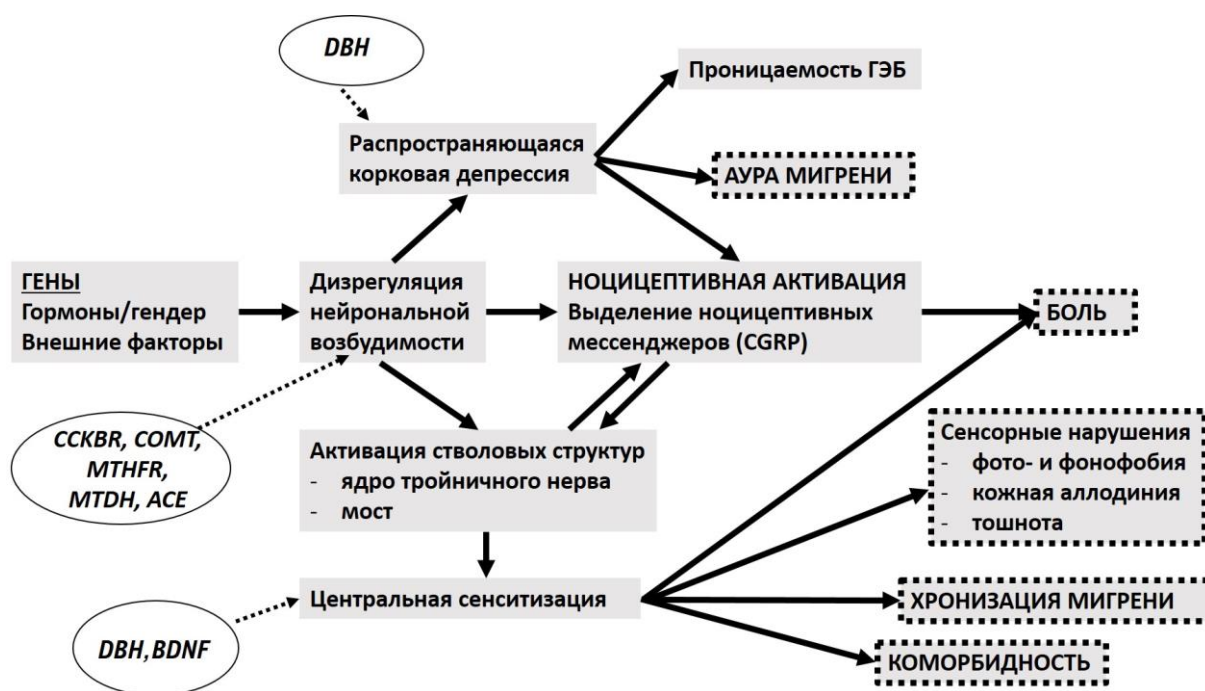 DBH
Проницаемость ГЭБ
Распространяющаяся
корковая депрессия
АУРА МИГРЕНИ
ГЕНЫ
Гормоны/гендер
Внешние факторы
Дизрегуляция
нейрональной
возбудимости
НОЦИЦЕПТИВНАЯ АКТИВАЦИЯ
Выделение ноцицептивных
мессенджеров (CGRP)
БОЛЬ
CCKBR, COMT,
MTHFR,
MTDH, ACE
Активация стволовых структур
- ядро тройничного нерва
- мост
Сенсорные нарушения
- фото- и фонофобия
- кожная аллодиния
- тошнота
Центральная сенситизация
ХРОНИЗАЦИЯ МИГРЕНИ
DBH, BDNF
КОМОРБИДНОСТЬ